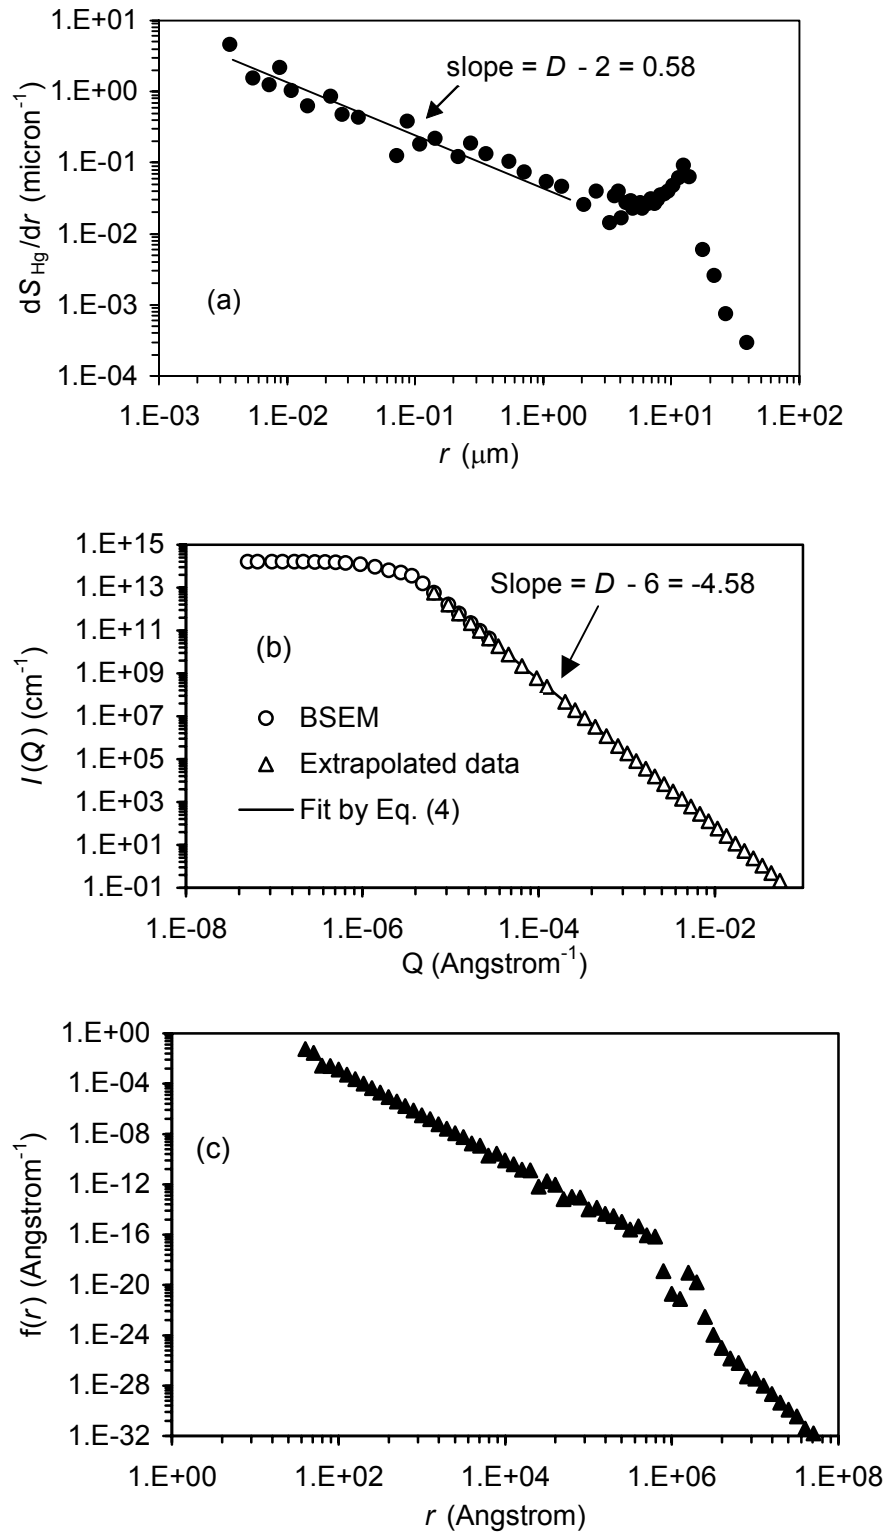 1.E+01
1.E+00
1.E-01
1.E-02
1.E-03
1.E-04
dS Hg /dr (micron-1)
slope = D - 2 = 0.58
(a)
1.E-03 1.E-02 1.E-01 1.E+00 1.E+01 1.E+02
r (μm)
1.E+15
1.E+13
1.E+11
1.E+09
1.E+07
1.E+05
1.E+03
1.E+01
1.E-01
I(Q)) (cm-1)
Slope = D - 6 = -4.58
(b)
BSEM
Extrapolated data
Fit by Eq. (4)
1.E-08 1.E-06 1.E-04 1.E-02
Q (Angstrom-1)
1.E+00
1.E-04
1.E-08
1.E-12
1.E-16
1.E-20
1.E-24
1.E-28
1.E-32
f(r) (Angstrom-1)
(c)
1.E+00 1.E+02 1.E+04 1.E+06 1.E+08
r (Angstrom)